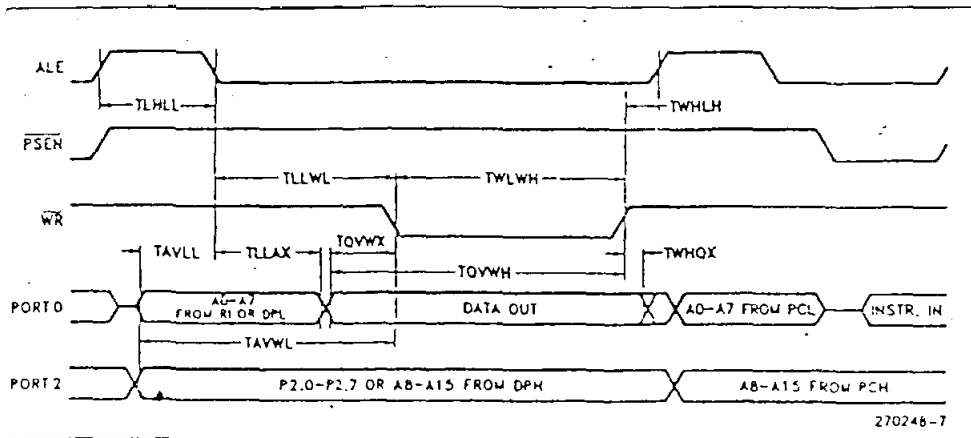 ALE
TLHLL
TWHLH
PSEN
TLLWL
TWLWH
WR
TAVLL
TLLAX
TQVWX
TWHQX
TQVWH
PORT 0
A0-A7
FROM RI OR DPL
DATA OUT
A0-A7 FROM PCL
INSTR. IN
TAVWL
PORT 2
P2.0-P2.7 OR A8-A15 FROM DPH
A8-A15 FROM PCH
270248-7